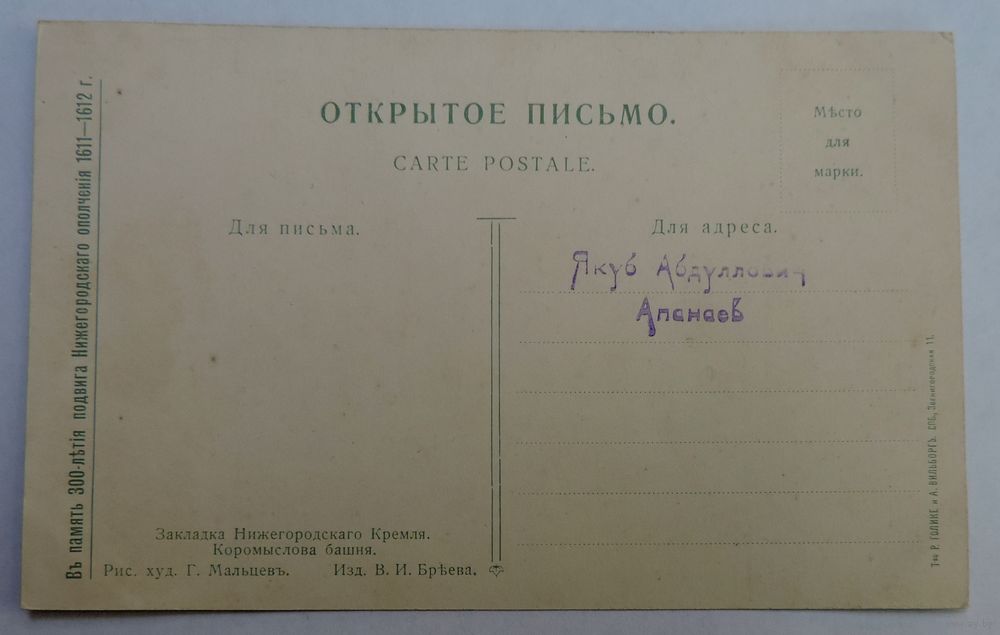 Въ память 300-лѣтія подвига Нижегородскаго ополченія 1611—1612 г.
ОТКРЫТОЕ ПИСЬМО.
CARTE POSTALE.
Мѣсто
для
марки.
Для письма.
Для адреса.
Якуб Абдуллович
Апанаев
Закладка Нижегородскаго Кремля.
Коромыслова башня.
Рис. худ. Г. Мальцевъ. Изд. В. И. Брѣева.
Т-во Р. ГОЛИКЕ и А. ВИЛЬБОРГЪ. СПБ, Звенигородская 11.